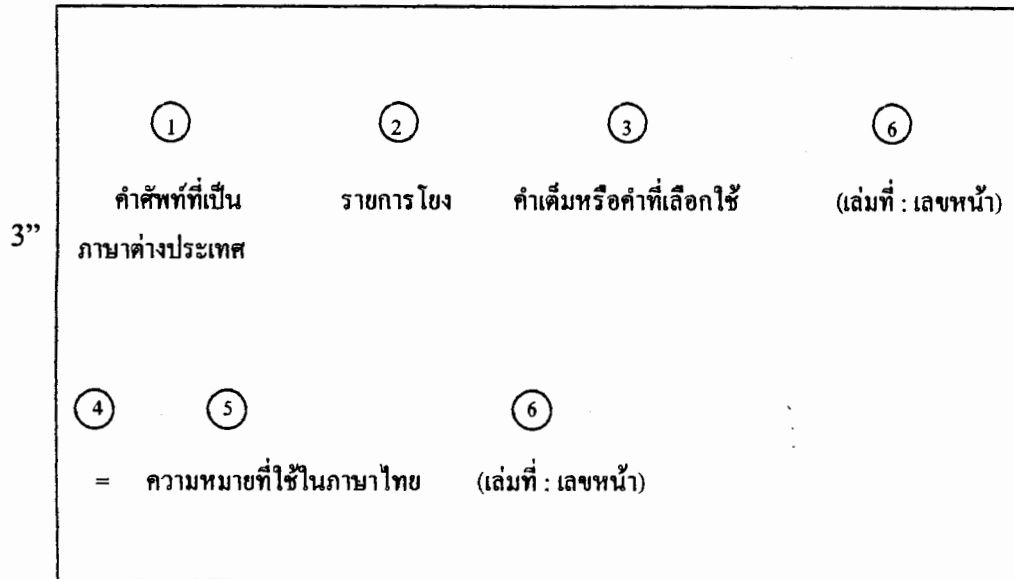 1 2 3 6
คำศัพท์ที่เป็น รายการโยง คำเต็มหรือคำที่เลือกใช้ (เล่มที่ : เลขหน้า)
3” ภาษาต่างประเทศ
4 5 6
= ความหมายที่ใช้ในภาษาไทย (เล่มที่ : เลขหน้า)